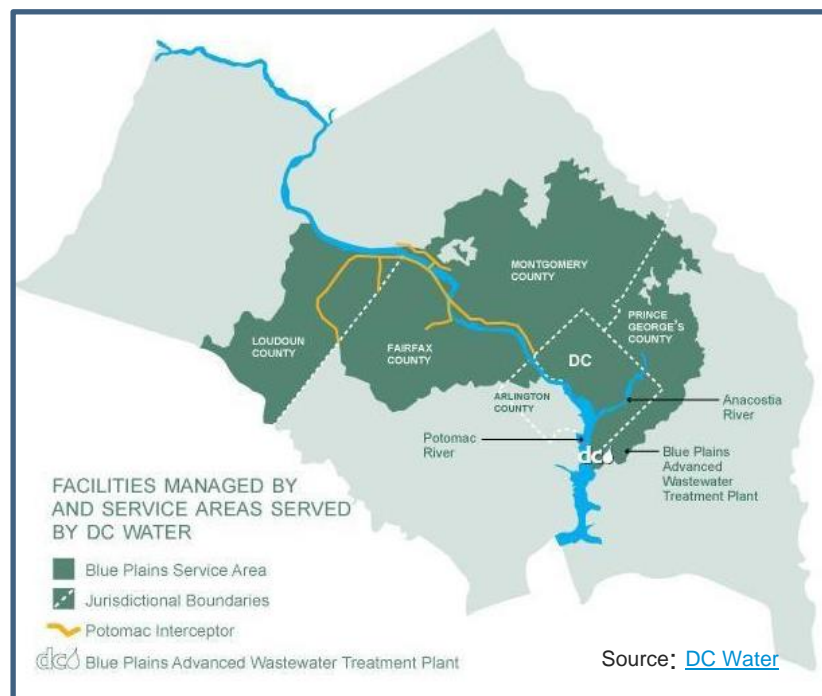 MONTGOMERY
COUNTY
PRINCE
GEORGE'S
COUNTY
LOUDOUN
COUNTY
FAIRFAX
COUNTY
DC
ARLINGTON
COUNTY
Anacostia
River
Potomac
River
dc
Blue Plains
Advanced
Wastewater
Treatment Plant
FACILITIES MANAGED BY
AND SERVICE AREAS SERVED
BY DC WATER
Blue Plains Service Area
Jurisdictional Boundaries
Potomac Interceptor
dc Blue Plains Advanced Wastewater Treatment Plant
Source: DC Water